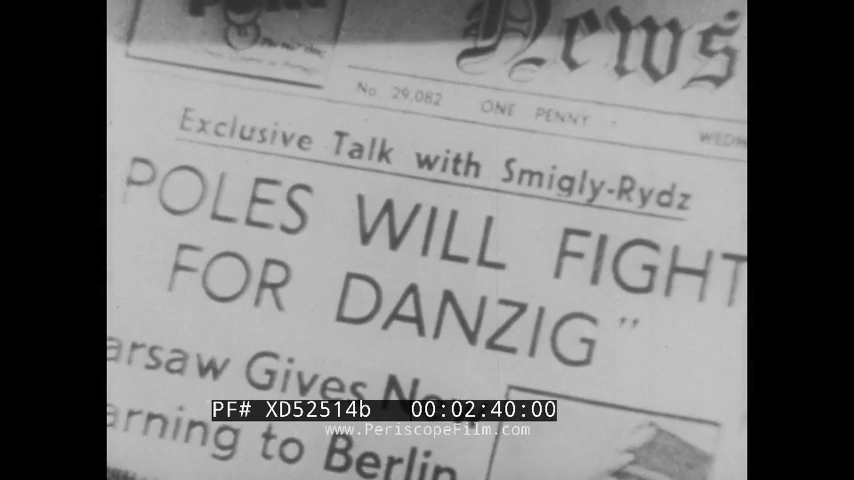 News
No. 29,082 ONE PENNY
Exclusive Talk with Smigly-Rydz
POLES WILL FIGHT
FOR DANZIG”
arsaw Gives New
arning to Berlin
PF# XD52514b 00:02:40:00
www.PeriscopeFilm.com